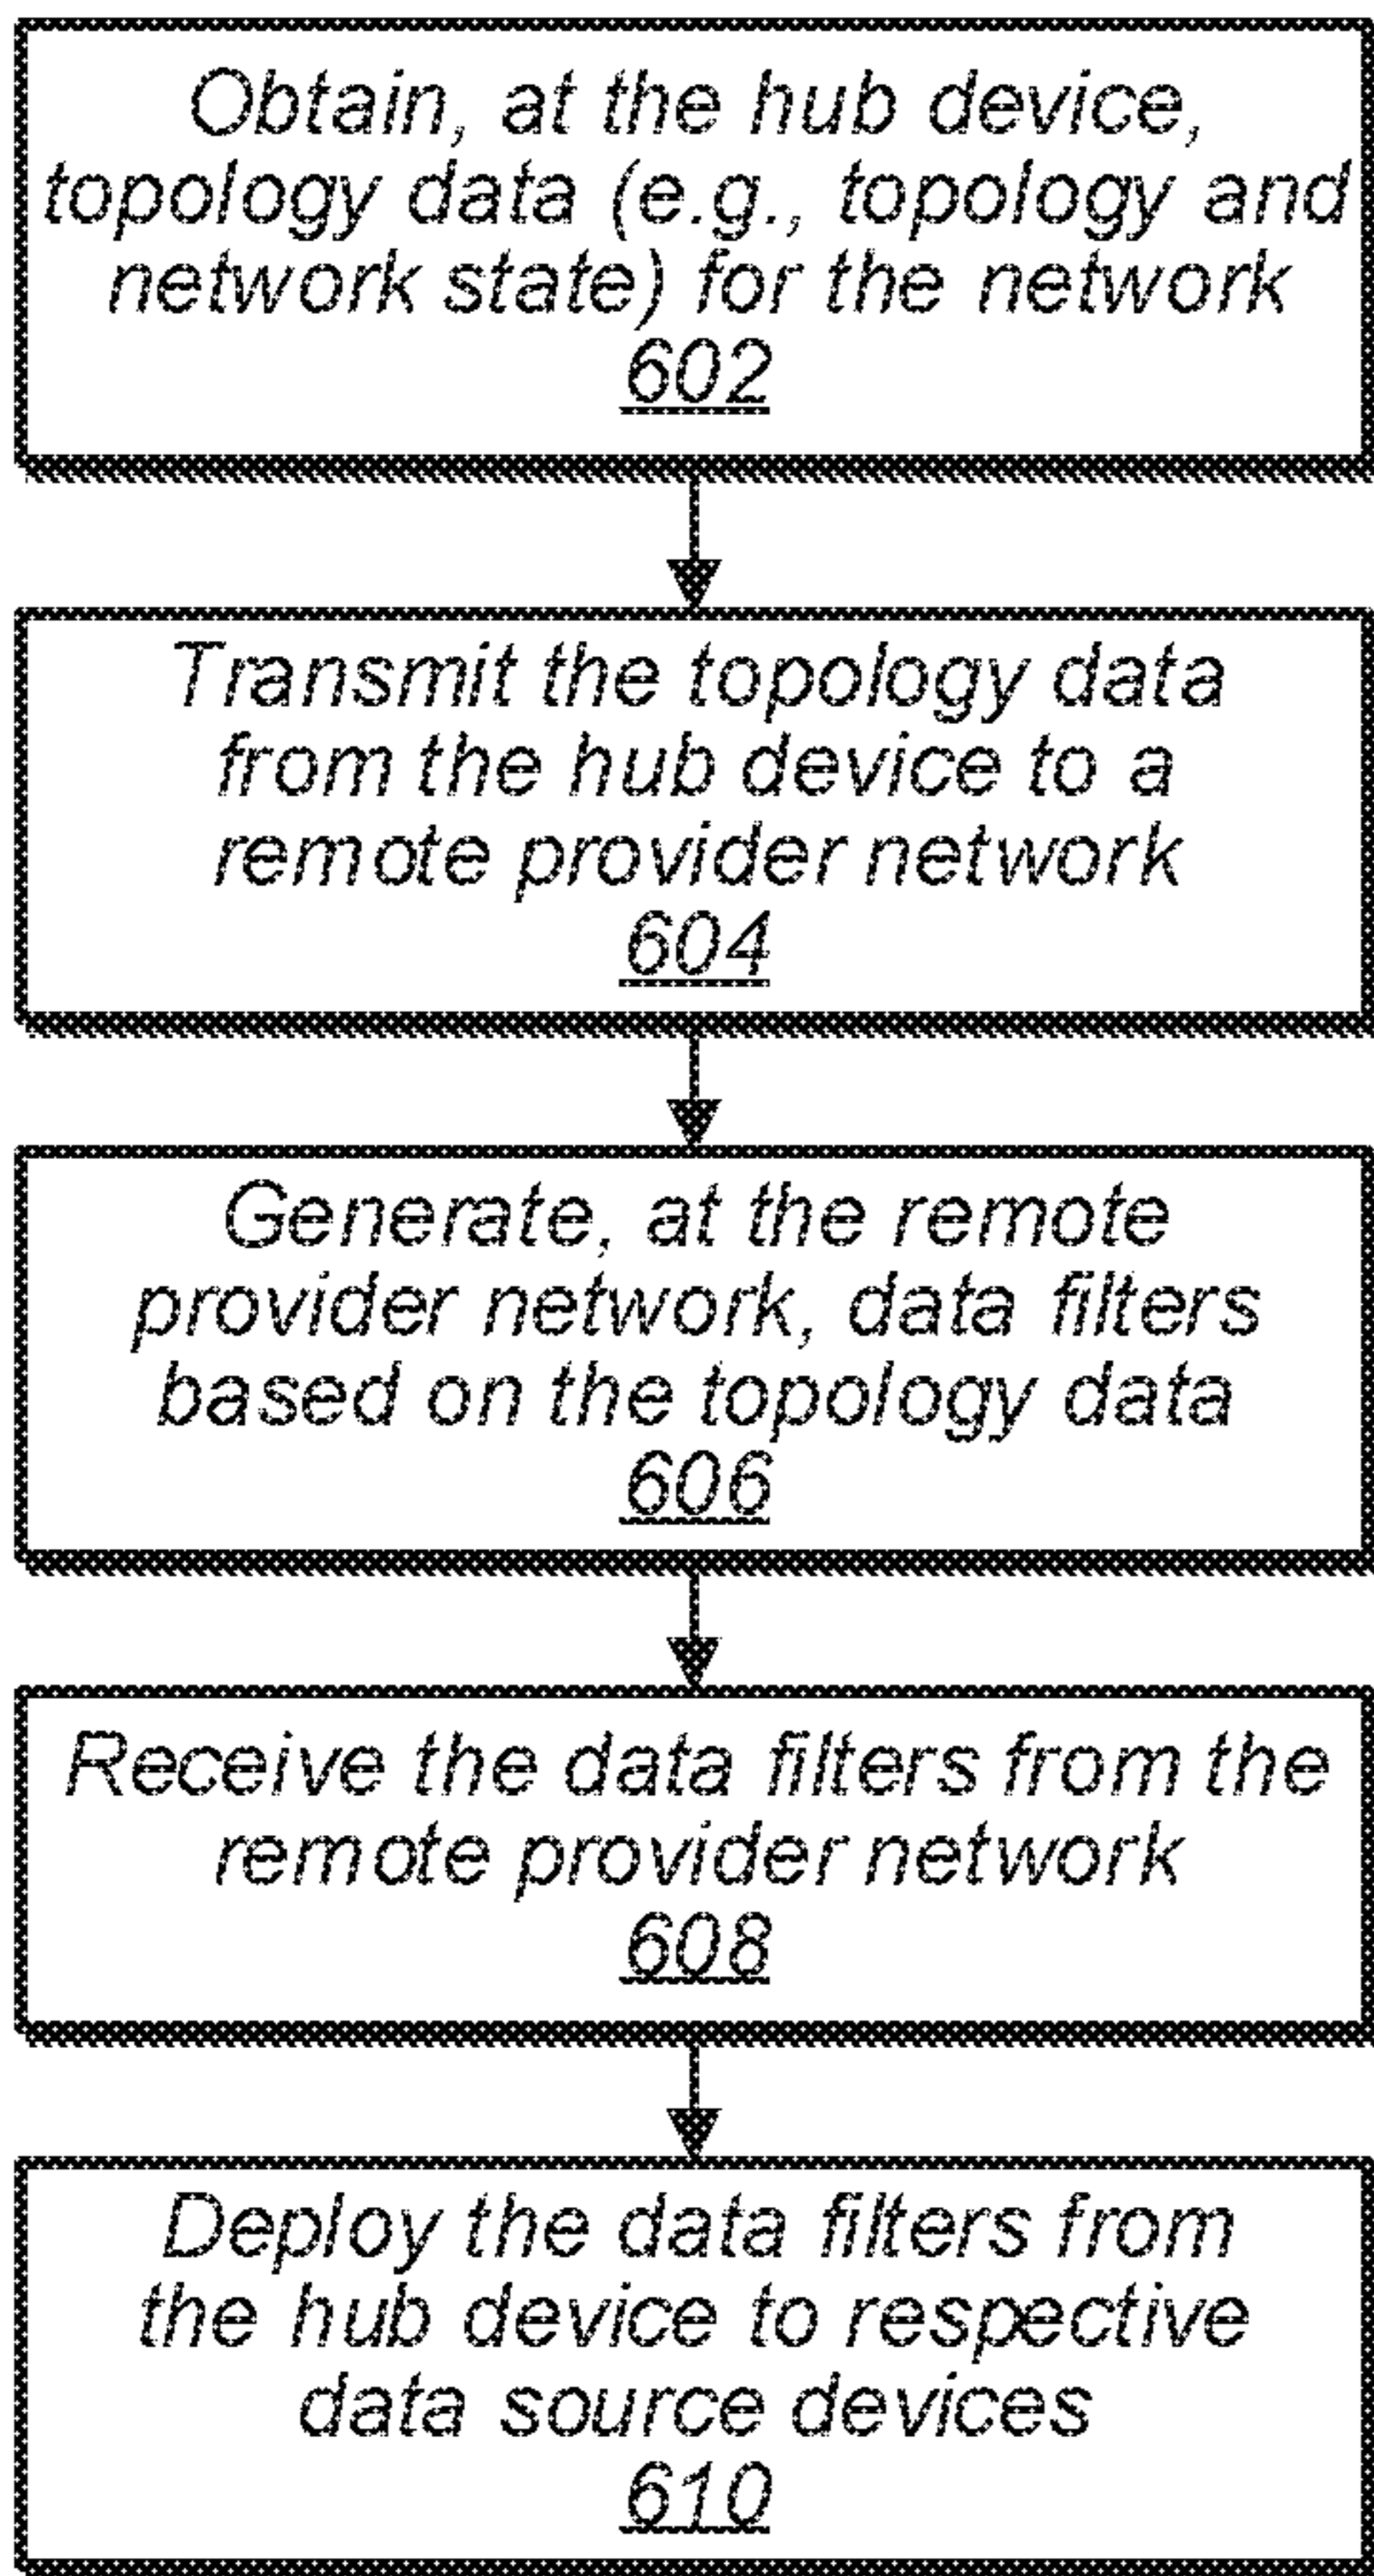 Obtain, at the hub device,
topology data (e.g., topology and
network state) for the network
602
Transmit the topology data
from the hub device to a
remote provider network
604
Generate, at the remote
provider network, data filters
based on the topology data
606
Receive the data filters from the
remote provider network
608
Deploy the data filters from
the hub device to respective
data source devices
610